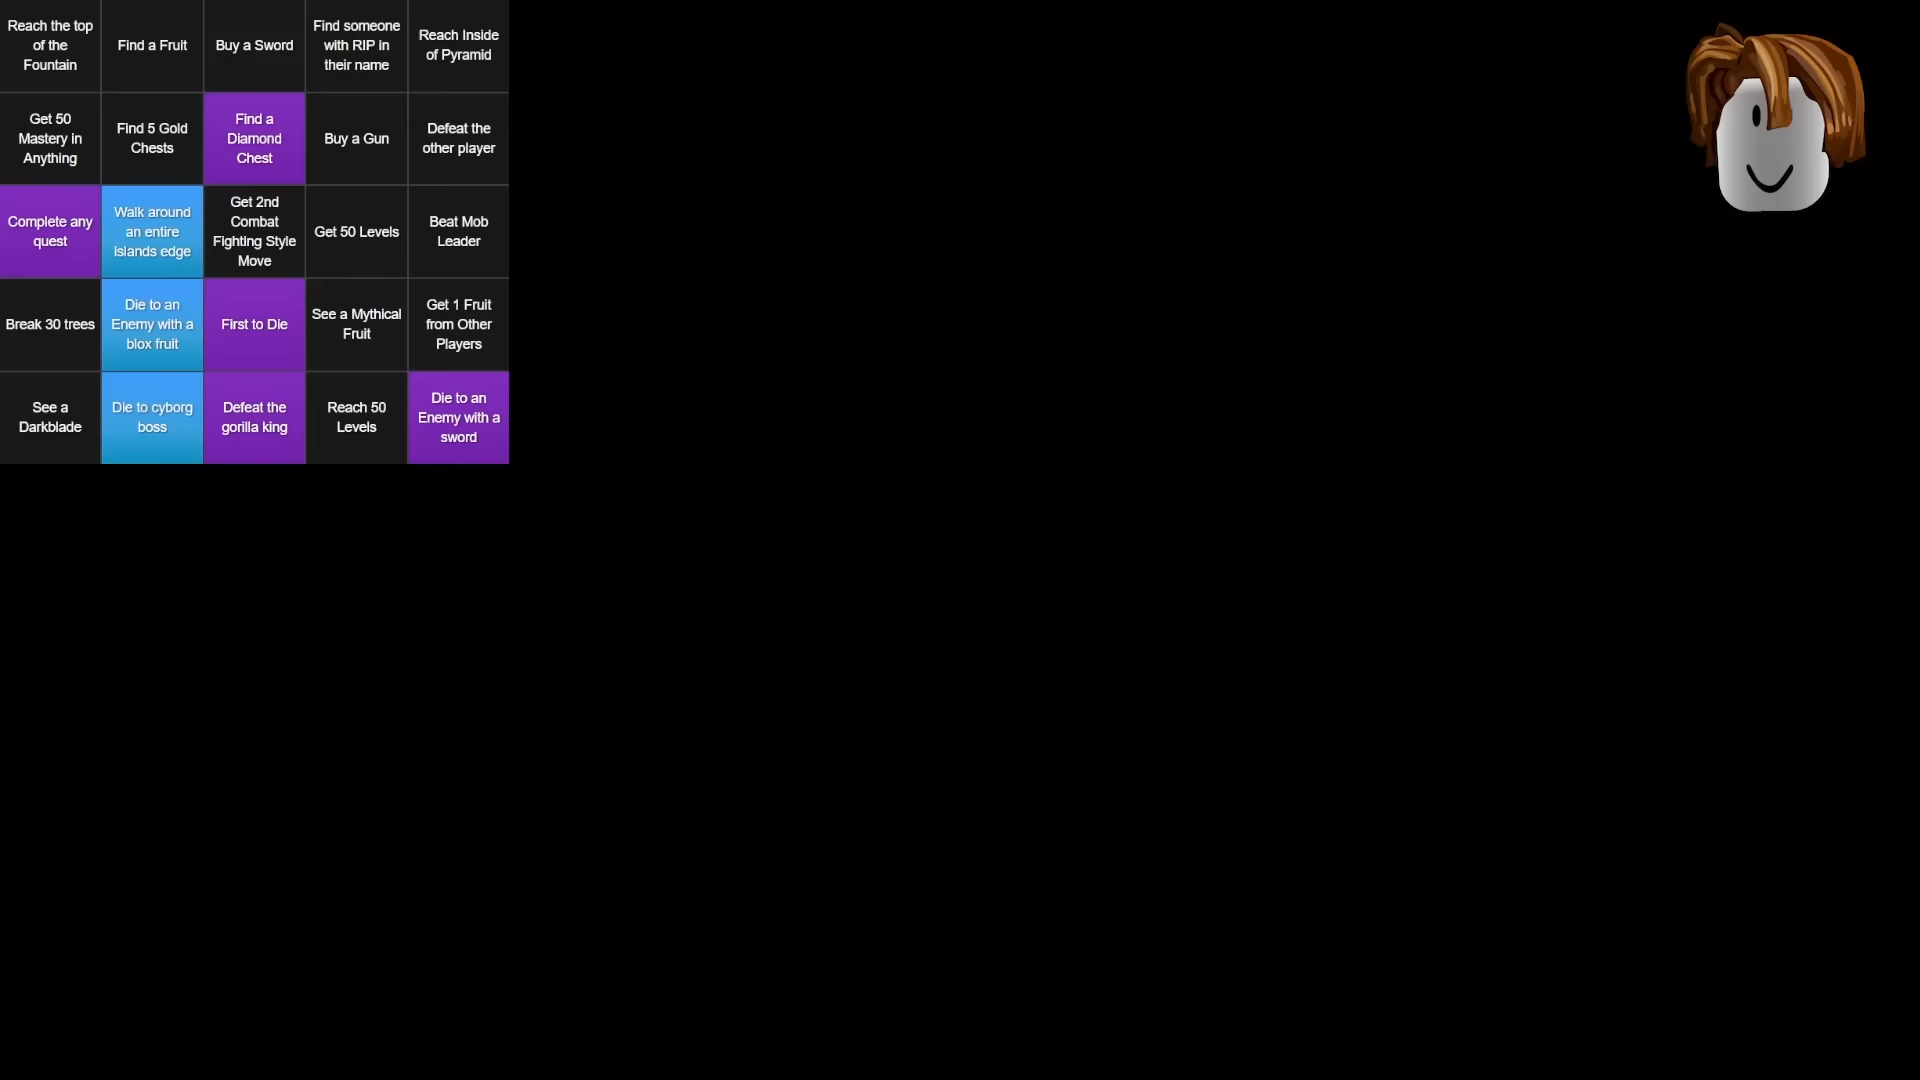 Reach the top
of the
Fountain
Find a Fruit
Buy a Sword
Find someone
with RIP in
their name
Reach Inside
of Pyramid
Get 50
Mastery in
Anything
Find 5 Gold
Chests
Find a
Diamond
Chest
Buy a Gun
Defeat the
other player
Complete any
quest
Walk around
an entire
islands edge
Get 2nd
Combat
Fighting Style
Move
Get 50 Levels
Beat Mob
Leader
Break 30 trees
Die to an
Enemy with a
blox fruit
First to Die
See a Mythical
Fruit
Get 1 Fruit
from Other
Players
See a
Darkblade
Die to cyborg
boss
Defeat the
gorilla king
Reach 50
Levels
Die to an
Enemy with a
sword